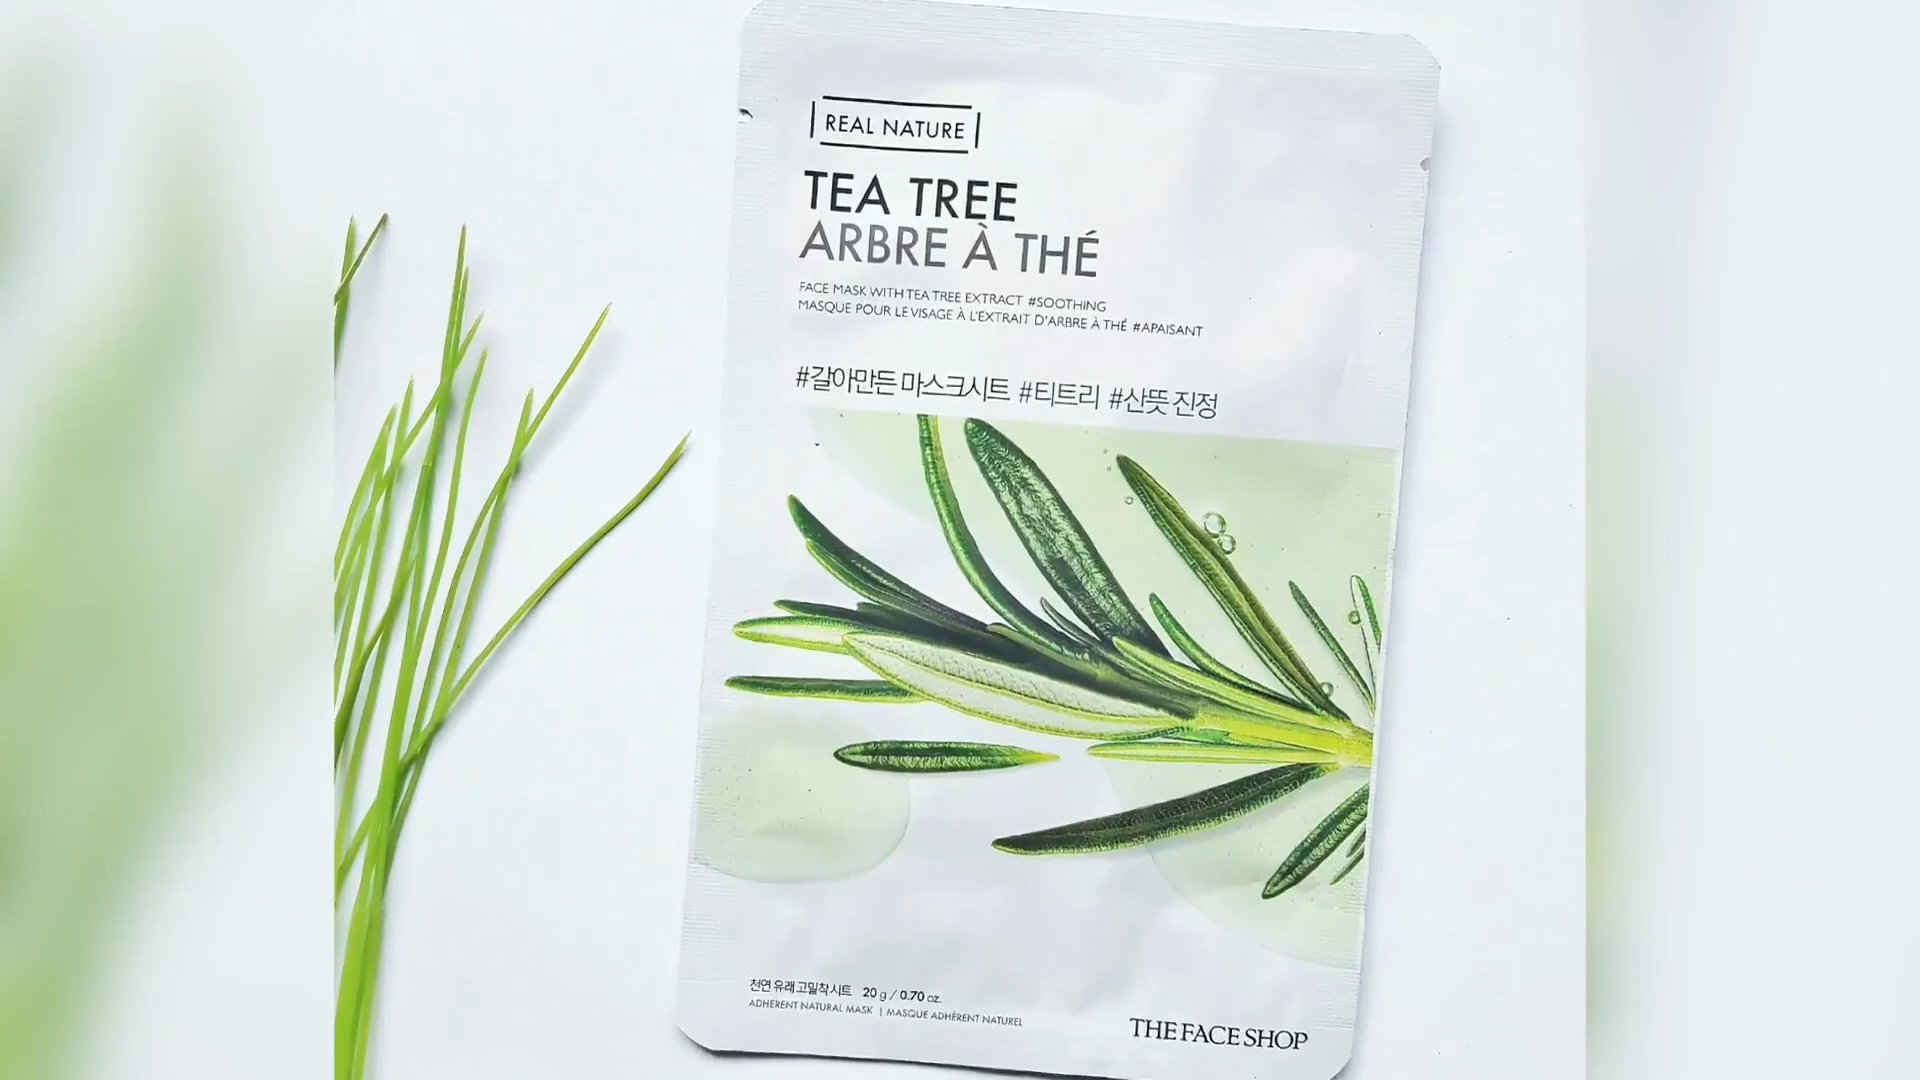 REAL NATURE
TEA TREE
ARBRE À THÉ
FACE MASK WITH TEA TREE EXTRACT #SOOTHING
MASQUE POUR LE VISAGE À L'EXTRAIT D'ARBRE À THÉ #APAISANT
#갈아만든 마스크시트 #티트리 #산뜻 진정
천연 유래 고밀착 시트 20 g / 0.70 oz.
ADHERENT NATURAL MASK | MASQUE ADHÉRENT NATUREL
THE FACE SHOP